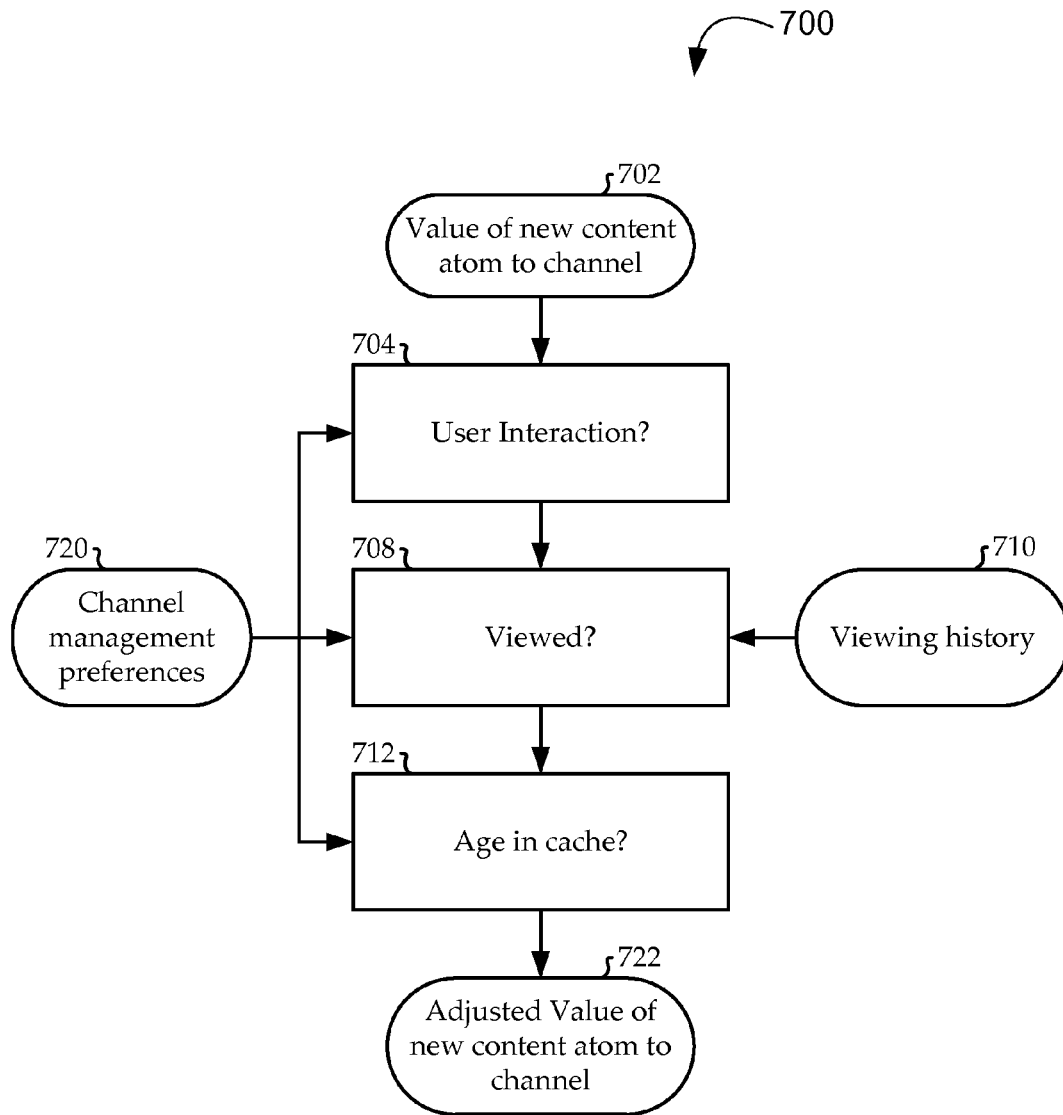 700
702
Value of new content
atom to channel
704
User Interaction?
720
Channel
management
preferences
708
Viewed?
710
Viewing history
712
Age in cache?
722
Adjusted Value of
new content atom to
channel